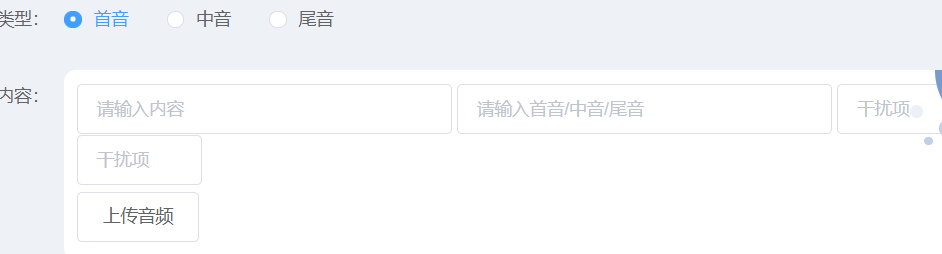 类型： 首音 中音 尾音
内容： 请输入内容 请输入首音/中音/尾音 干扰项
干扰项
上传音频